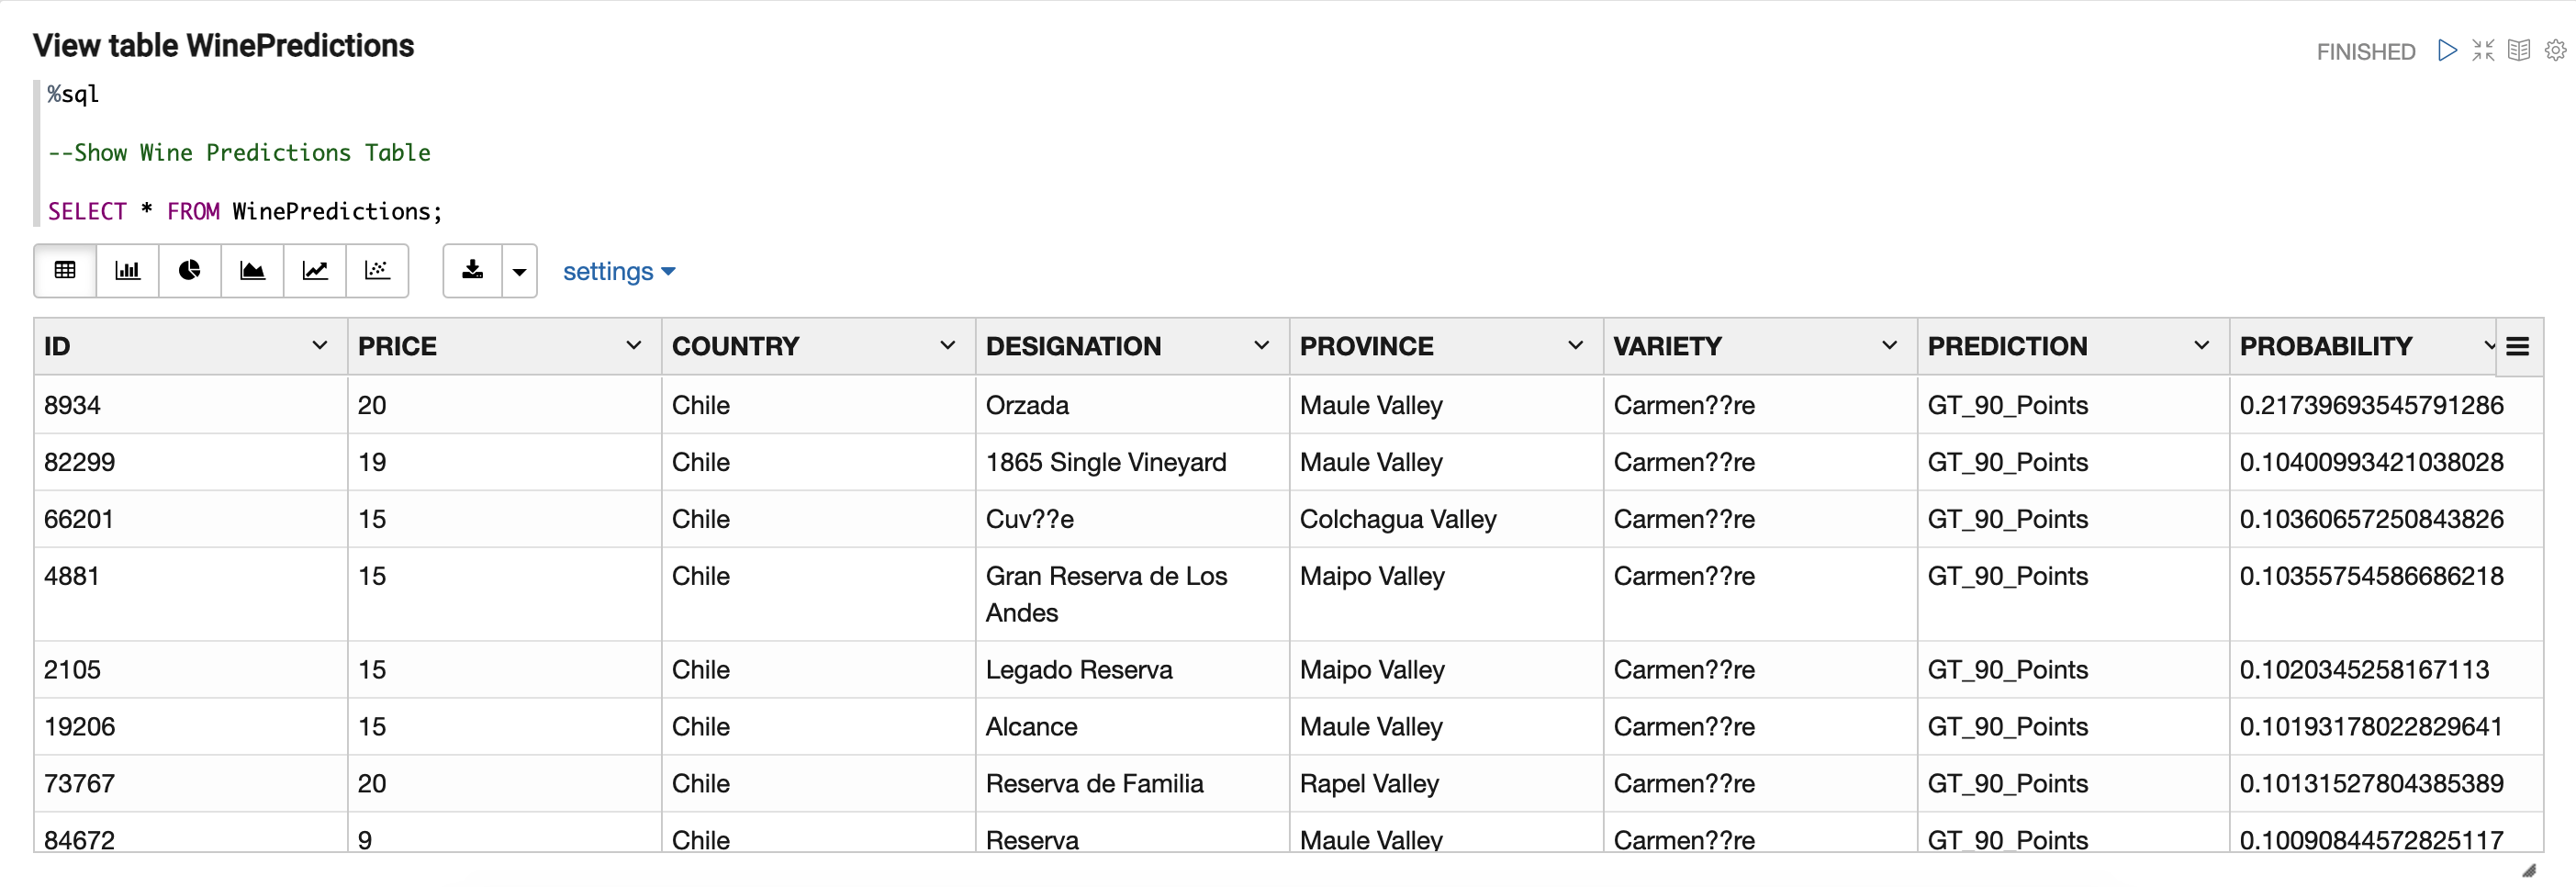 View table WinePredictions
FINISHED
%sql
--Show Wine Predictions Table
SELECT * FROM WinePredictions;
settings
ID PRICE COUNTRY DESIGNATION PROVINCE VARIETY PREDICTION PROBABILITY
8934 20 Chile Orzada Maule Valley Carmen??re GT_90_Points 0.21739693545791286
82299 19 Chile 1865 Single Vineyard Maule Valley Carmen??re GT_90_Points 0.10400993421038028
66201 15 Chile Cuv??e Colchagua Valley Carmen??re GT_90_Points 0.10360657250843826
4881 15 Chile Gran Reserva de Los Maipo Valley Carmen??re GT_90_Points 0.10355754586686218
Andes
2105 15 Chile Legado Reserva Maipo Valley Carmen??re GT_90_Points 0.1020345258167113
19206 15 Chile Alcance Maule Valley Carmen??re GT_90_Points 0.10193178022829641
73767 20 Chile Reserva de Familia Rapel Valley Carmen??re GT_90_Points 0.10131527804385389
84672 9 Chile Reserva Maule Valley Carmen??re GT_90_Points 0.10090844572825117